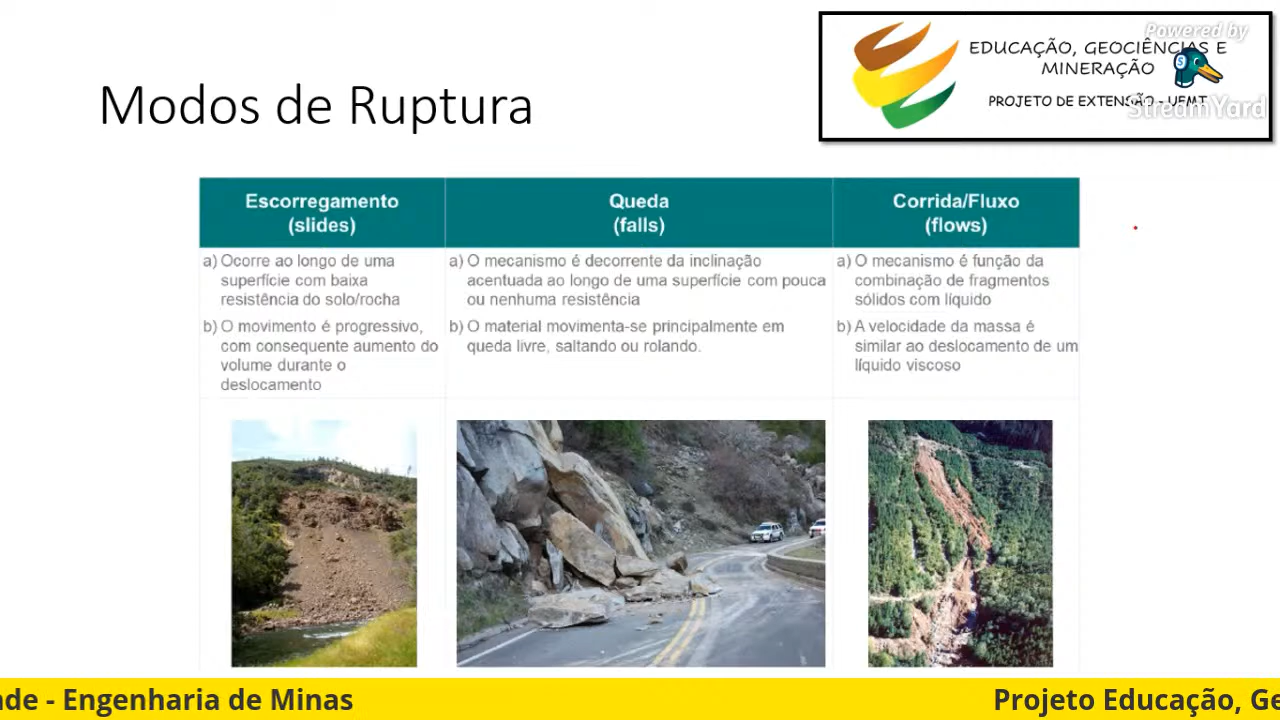 Modos de Ruptura
EDUCAÇÃO, GEOCIÊNCIAS E
MINERAÇÃO
PROJETO DE EXTENSÃO - UFMT
Powered by
StreamYard
Escorregamento
(slides)
a) Ocorre ao longo de uma
superfície com baixa
resistência do solo/rocha
b) O movimento é progressivo,
com consequente aumento do
volume durante o
deslocamento
Queda
(falls)
a) O mecanismo é decorrente da inclinação
acentuada ao longo de uma superfície com pouca
ou nenhuma resistência
b) O material movimenta-se principalmente em
queda livre, saltando ou rolando.
Corrida/Fluxo
(flows)
a) O mecanismo é função da
combinação de fragmentos
sólidos com líquido
b) A velocidade da massa é
similar ao deslocamento de um
líquido viscoso
nde - Engenharia de Minas
Projeto Educação, Ge